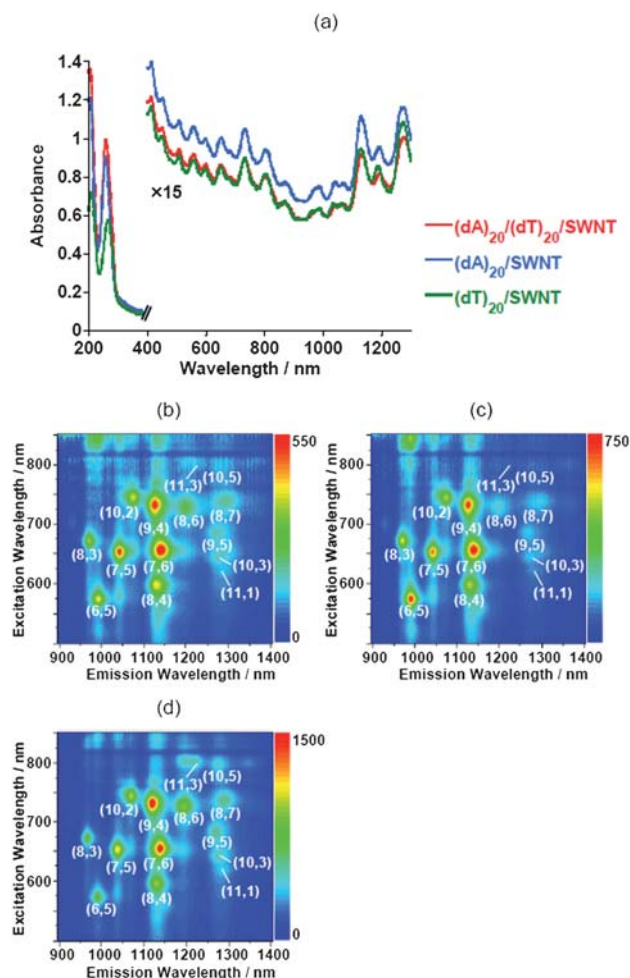 (a)
Absorbance
1.4
1.2
1
0.8
0.6
0.4
0.2
0
×15
200
400
600
800
1000
1200
Wavelength / nm
(dA)20/(dT)20/SWNT
(dA)20/SWNT
(dT)20/SWNT
(b)
Excitation Wavelength / nm
800
700
600
(11,3) (10,5)
(10,2)
(9,4) (8,6) (8,7)
(8,3)
(7,5) (7,6) (9,5)
(10,3)
(8,4)
(11,1)
(6,5)
550
0
900 1000 1100 1200 1300 1400
Emission Wavelength / nm
(c)
Excitation Wavelength / nm
800
700
600
(11,3) (10,5)
(10,2)
(9,4) (8,6) (8,7)
(8,3)
(7,5) (7,6) (9,5)
(10,3)
(8,4)
(11,1)
(6,5)
750
0
900 1000 1100 1200 1300 1400
Emission Wavelength / nm
(d)
Excitation Wavelength / nm
800
700
600
(11,3) (10,5)
(10,2)
(9,4) (8,6) (8,7)
(8,3)
(7,5) (7,6) (9,5)
(10,3)
(8,4)
(11,1)
(6,5)
1500
0
900 1000 1100 1200 1300 1400
Emission Wavelength / nm